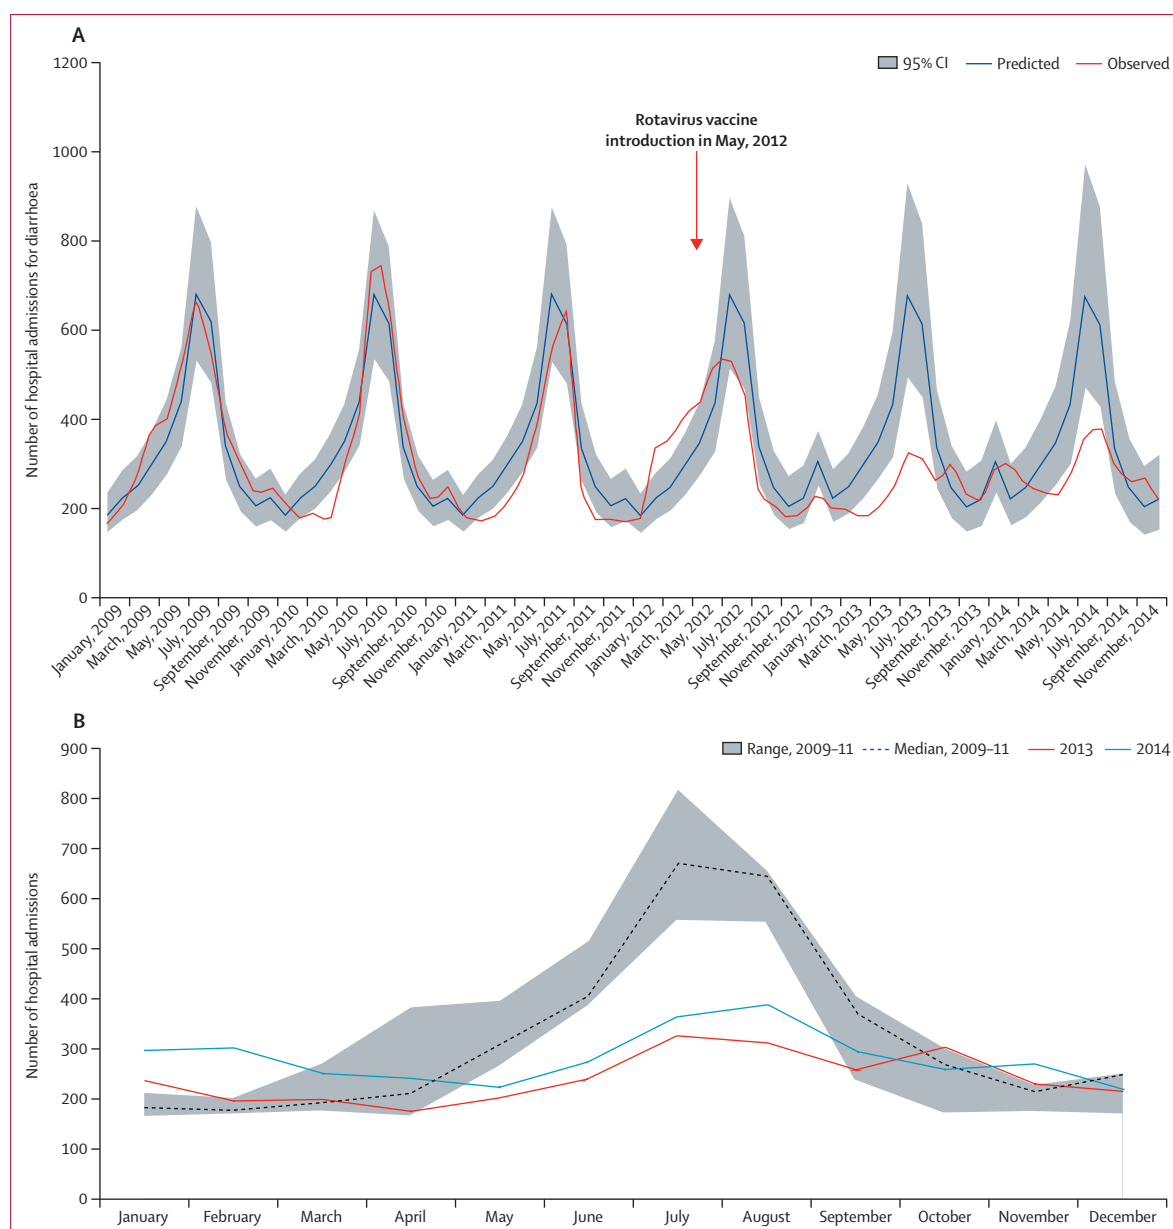 A
1200
95% CI Predicted Observed
Rotavirus vaccine
introduction in May, 2012
1000
800
600
400
200
0
Number of hospital admissions for diarrhoea
January, 2009
March, 2009
May, 2009
July, 2009
September, 2009
November, 2009
January, 2010
March, 2010
May, 2010
July, 2010
September, 2010
November, 2010
January, 2011
March, 2011
May, 2011
July, 2011
September, 2011
November, 2011
January, 2012
March, 2012
May, 2012
July, 2012
September, 2012
November, 2012
January, 2013
March, 2013
May, 2013
July, 2013
September, 2013
November, 2013
January, 2014
March, 2014
May, 2014
July, 2014
September, 2014
November, 2014
B
900
Range, 2009–11 Median, 2009–11 2013 2014
800
700
600
500
400
300
200
100
0
Number of hospital admissions
January February March April May June July August September October November December